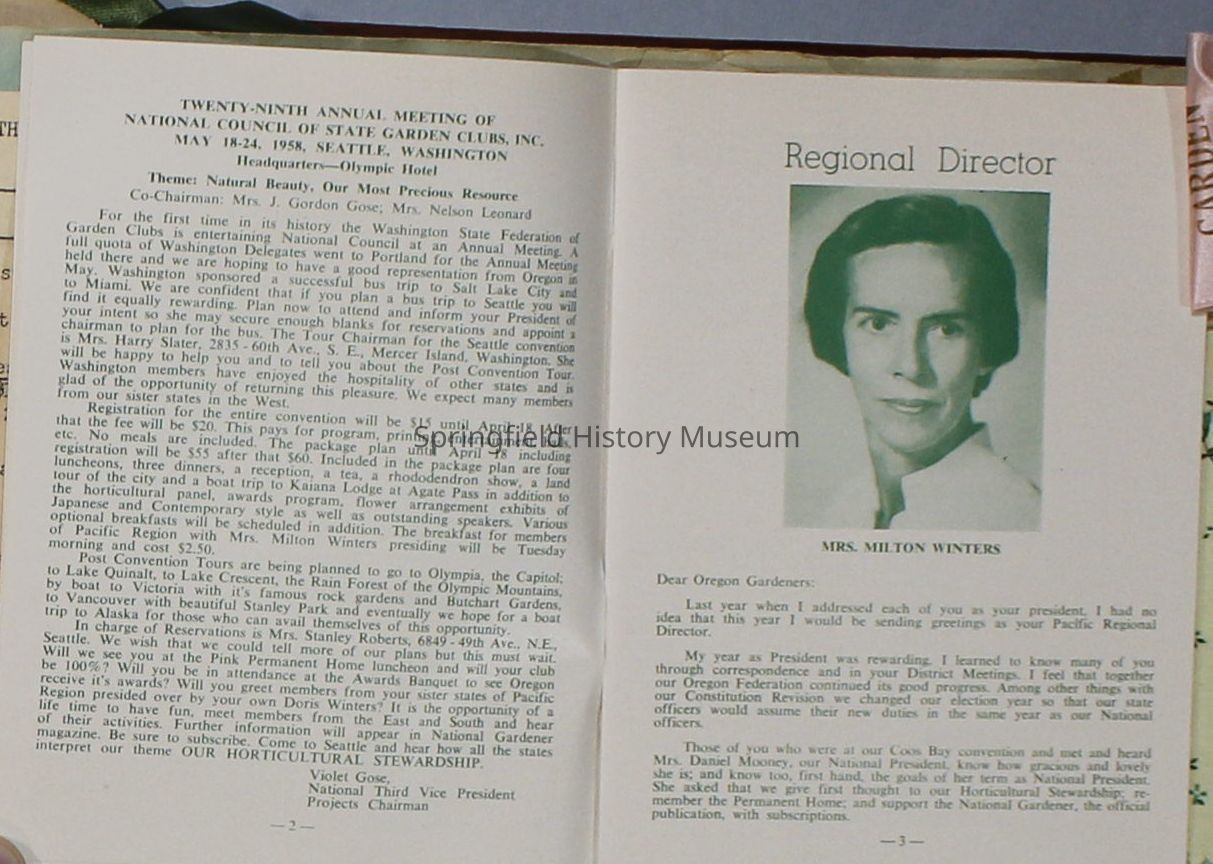 TWENTY-NINTH ANNUAL MEETING OF
NATIONAL COUNCIL OF STATE GARDEN CLUBS, INC.
MAY 18-24, 1958, SEATTLE, WASHINGTON
Headquarters—Olympic Hotel
Theme: Natural Beauty, Our Most Precious Resource
Co-Chairman: Mrs. J. Gordon Gose; Mrs. Nelson Leonard
For the first time in its history the Washington State Federation of
Garden Clubs is entertaining National Council at an Annual Meeting. A
full quota of Washington Delegates went to Portland for the Annual Meeting
held there and we are hoping to have a good representation from Oregon in
May. Washington sponsored a successful bus trip to Salt Lake City and
to Miami. We are confident that if you plan a bus trip to Seattle you will
find it equally rewarding. Plan now to attend and inform your President of
your intent so she may secure enough blanks for reservations and appoint a
chairman to plan for the bus. The Tour Chairman for the Seattle convention
is Mrs. Harry Slater, 2835 - 60th Ave., S. E., Mercer Island, Washington. She
will be happy to help you and to tell you about the Post Convention Tour.
Washington members have enjoyed the hospitality of other states and is
glad of the opportunity of returning this pleasure. We expect many members
from our sister states in the West.
Registration for the entire convention will be $15 until April 18. After
that the fee will be $20. This pays for program, printing,
etc. No meals are included. The package plan until April 18 including
registration will be $55 after that $60. Included in the package plan are four
luncheons, three dinners, a reception, a tea, a rhododendron show, a land
tour of the city and a boat trip to Kaiana Lodge at Agate Pass in addition to
the horticultural panel, awards program, flower arrangement exhibits of
Japanese and Contemporary style as well as outstanding speakers. Various
optional breakfasts will be scheduled in addition. The breakfast for members
of Pacific Region with Mrs. Milton Winters presiding will be Tuesday
morning and cost $2.50.
Post Convention Tours are being planned to go to Olympia, the Capitol;
to Lake Quinalt, to Lake Crescent, the Rain Forest of the Olympic Mountains,
by boat to Victoria with it's famous rock gardens and Butchart Gardens,
to Vancouver with beautiful Stanley Park and eventually we hope for a boat
trip to Alaska for those who can avail themselves of this opportunity.
In charge of Reservations is Mrs. Stanley Roberts, 6849 - 49th Ave., N.E.,
Seattle. We wish that we could tell more of our plans but this must wait.
Will we see you at the Pink Permanent Home luncheon and will your club
be 100%? Will you be in attendance at the Awards Banquet to see Oregon
receive it's awards? Will you greet members from your sister states of Pacific
Region presided over by your own Doris Winters? It is the opportunity of a
life time to have fun, meet members from the East and South and hear
of their activities. Further information will appear in National Gardener
magazine. Be sure to subscribe. Come to Seattle and hear how all the states
interpret our theme OUR HORTICULTURAL STEWARDSHIP.
Violet Gose,
National Third Vice President
Projects Chairman
— 2 —
Regional Director
MRS. MILTON WINTERS
Dear Oregon Gardeners:
Last year when I addressed each of you as your president, I had no
idea that this year I would be sending greetings as your Pacific Regional
Director.
My year as President was rewarding. I learned to know many of you
through correspondence and in your District Meetings. I feel that together
our Oregon Federation continued its good progress. Among other things with
our Constitution Revision we changed our election year so that our state
officers would assume their new duties in the same year as our National
officers.
Those of you who were at our Coos Bay convention and met and heard
Mrs. Daniel Mooney, our National President, know how gracious and lovely
she is; and know too, first hand, the goals of her term as National President.
She asked that we give first thought to our Horticultural Stewardship; re-
member the Permanent Home; and support the National Gardener, the official
publication, with subscriptions.
— 3 —
Springfield History Museum
GARDEN
TH